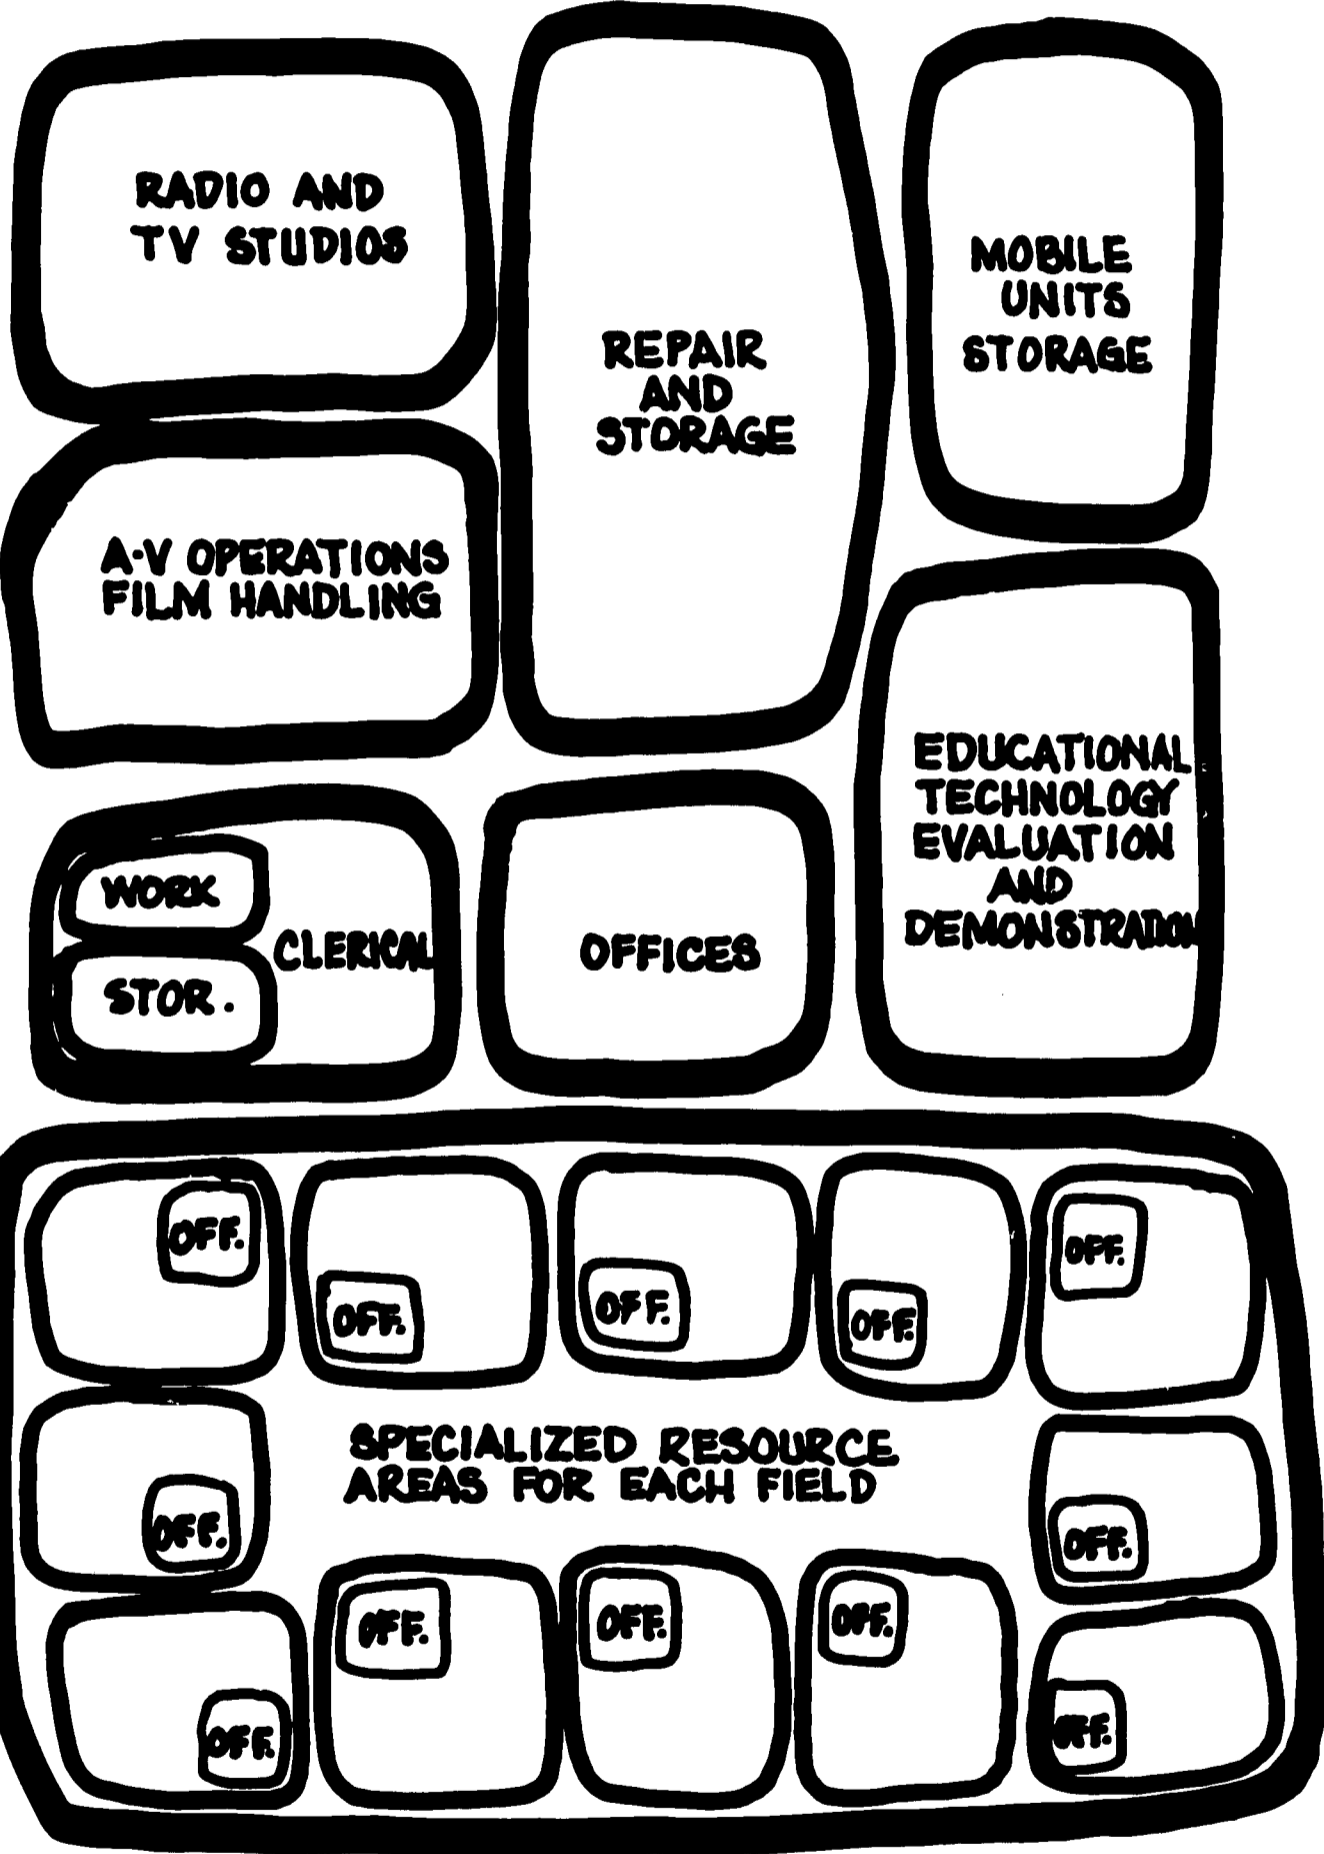 RADIO AND
TV STUDIOS
REPAIR
AND
STORAGE
MOBILE
UNITS
STORAGE
A-V OPERATIONS
FILM HANDLING
EDUCATIONAL
TECHNOLOGY
EVALUATION
AND
DEMONSTRATION
WORK
CLERICAL
STOR.
OFFICES
OFF.
OFF.
OFF.
OFF.
OFF.
SPECIALIZED RESOURCE
AREAS FOR EACH FIELD
OFF.
OFF.
OFF.
OFF.
OFF.
OFF.
OFF.